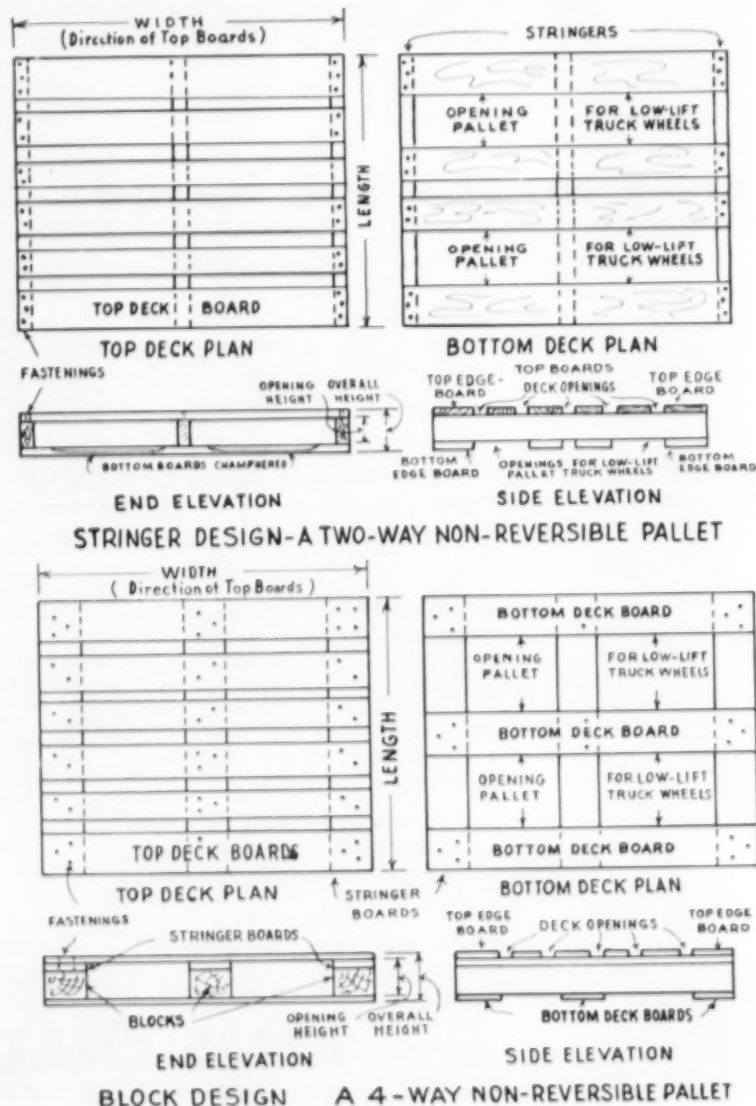 WIDTH
(Direction of Top Boards)
LENGTH
TOP DECK BOARD
TOP DECK PLAN
FASTENINGS
STRINGERS
OPENING PALLET
FOR LOW-LIFT TRUCK WHEELS
OPENING PALLET
FOR LOW-LIFT TRUCK WHEELS
BOTTOM DECK PLAN
OPENING HEIGHT
OVERALL HEIGHT
BOTTOM BOARDS CHAMPHERED
END ELEVATION
TOP BOARDS
TOP EDGE-BOARD
DECK OPENINGS
TOP EDGE BOARD
BOTTOM EDGE BOARD
OPENINGS FOR LOW-LIFT
PALLET TRUCK WHEELS
BOTTOM EDGE BOARD
SIDE ELEVATION
STRINGER DESIGN-A TWO-WAY NON-REVERSIBLE PALLET
WIDTH
(Direction of Top Boards)
LENGTH
TOP DECK BOARDS
TOP DECK PLAN
FASTENINGS
STRINGER BOARDS
BOTTOM DECK BOARD
OPENING PALLET
FOR LOW-LIFT TRUCK WHEELS
BOTTOM DECK BOARD
OPENING PALLET
FOR LOW-LIFT TRUCK WHEELS
BOTTOM DECK BOARD
BOTTOM DECK PLAN
STRINGER BOARDS
BLOCKS
OPENING HEIGHT
OVERALL HEIGHT
END ELEVATION
TOP EDGE BOARD
DECK OPENINGS
TOP EDGE BOARD
BOTTOM DECK BOARDS
SIDE ELEVATION
BLOCK DESIGN A 4-WAY NON-REVERSIBLE PALLET